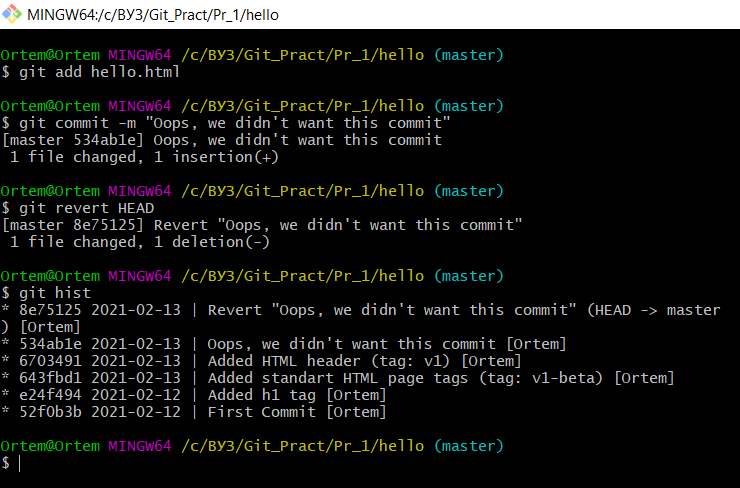 MINGW64:/c/ВУЗ/Git_Pract/Pr_1/hello
Ortem@Ortem MINGW64 /c/ВУЗ/Git_Pract/Pr_1/hello (master)
$ git add hello.html
Ortem@Ortem MINGW64 /c/ВУЗ/Git_Pract/Pr_1/hello (master)
$ git commit -m "Oops, we didn't want this commit"
[master 534ab1e] Oops, we didn't want this commit
 1 file changed, 1 insertion(+)
Ortem@Ortem MINGW64 /c/ВУЗ/Git_Pract/Pr_1/hello (master)
$ git revert HEAD
[master 8e75125] Revert "Oops, we didn't want this commit"
 1 file changed, 1 deletion(-)
Ortem@Ortem MINGW64 /c/ВУЗ/Git_Pract/Pr_1/hello (master)
$ git hist
* 8e75125 2021-02-13 | Revert "Oops, we didn't want this commit" (HEAD -> master
) [Ortem]
* 534ab1e 2021-02-13 | Oops, we didn't want this commit [Ortem]
* 6703491 2021-02-13 | Added HTML header (tag: v1) [Ortem]
* 643fbd1 2021-02-13 | Added standart HTML page tags (tag: v1-beta) [Ortem]
* e24f494 2021-02-12 | Added h1 tag [Ortem]
* 52f0b3b 2021-02-12 | First Commit [Ortem]
Ortem@Ortem MINGW64 /c/ВУЗ/Git_Pract/Pr_1/hello (master)
$